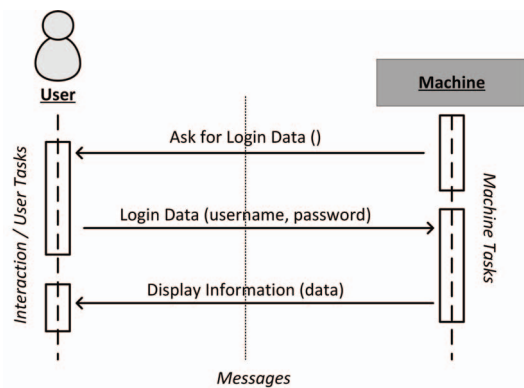 User
Machine
Ask for Login Data ()
Login Data (username, password)
Display Information (data)
Interaction / User Tasks
Machine Tasks
Messages